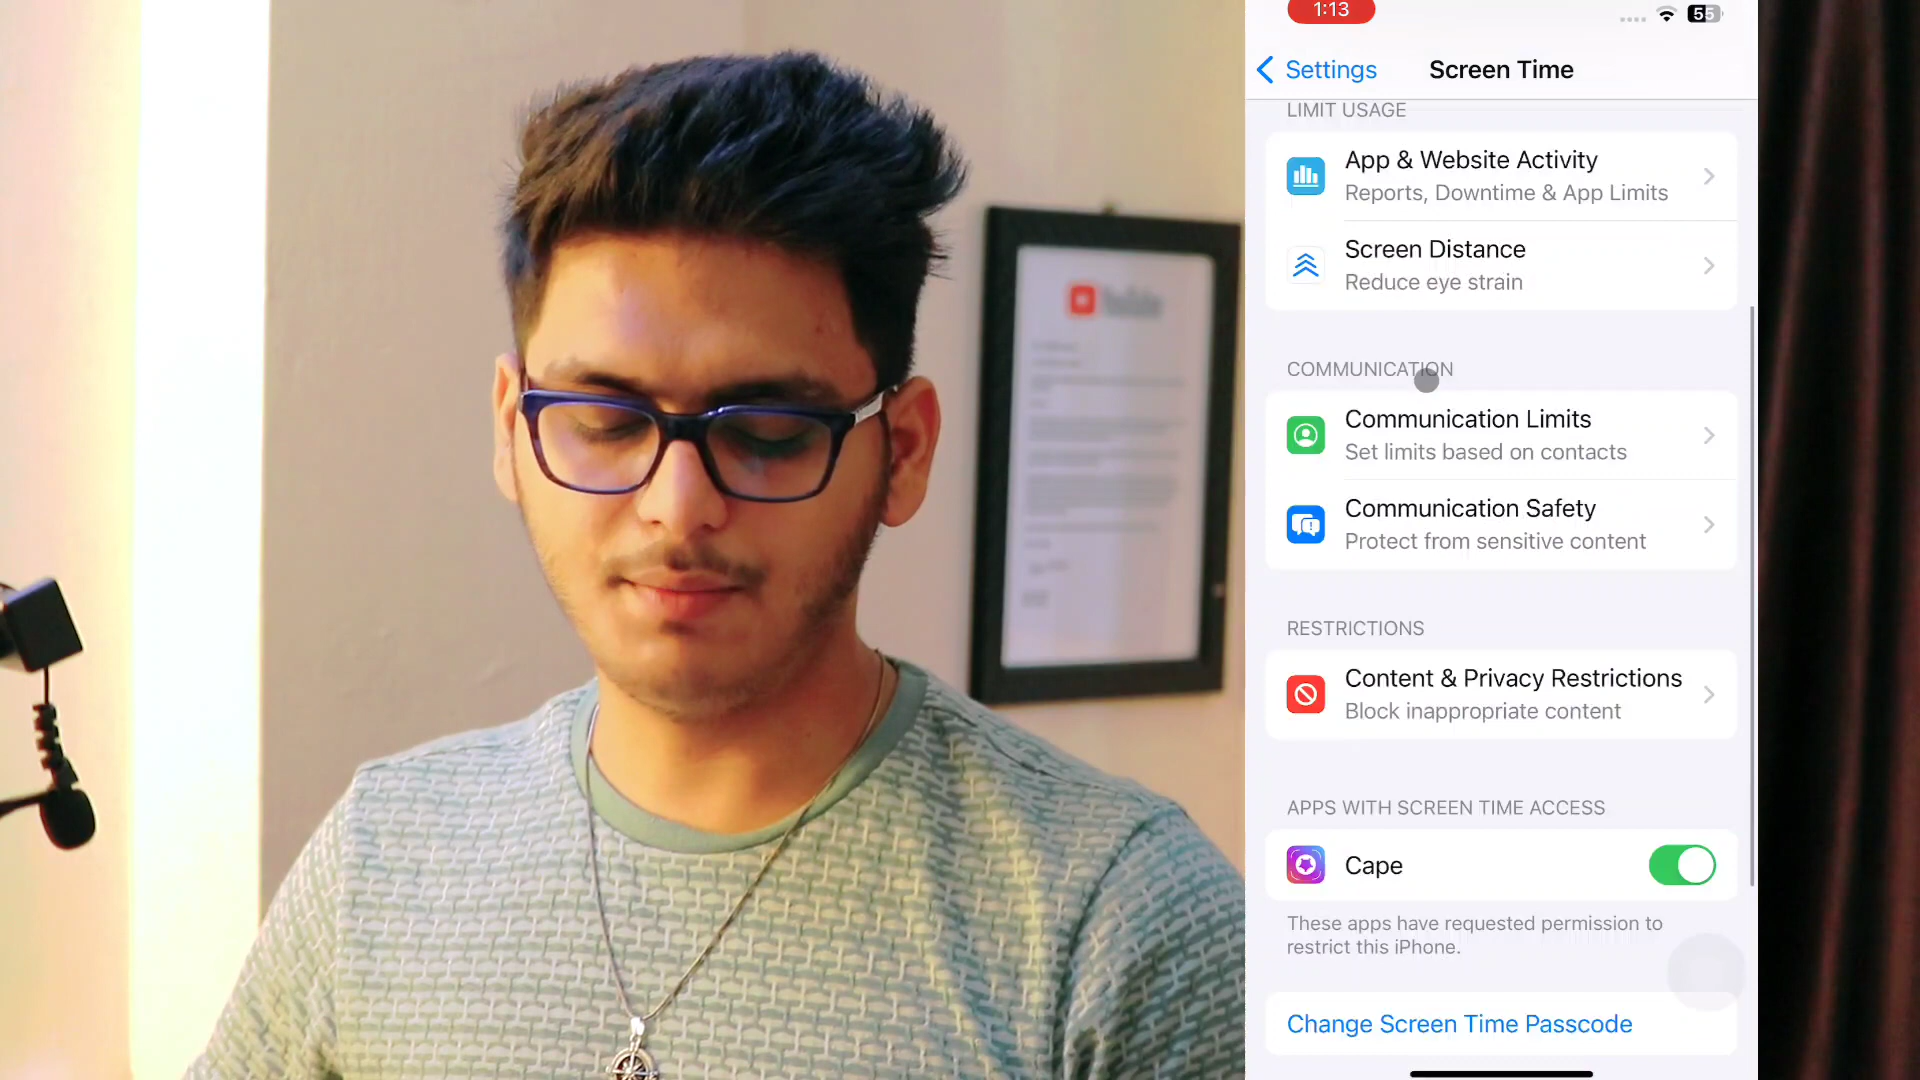 1:13
55
Settings
Screen Time
LIMIT USAGE
App & Website Activity
Reports, Downtime & App Limits
Screen Distance
Reduce eye strain
COMMUNICATION
Communication Limits
Set limits based on contacts
Communication Safety
Protect from sensitive content
RESTRICTIONS
Content & Privacy Restrictions
Block inappropriate content
APPS WITH SCREEN TIME ACCESS
Cape
These apps have requested permission to
restrict this iPhone.
Change Screen Time Passcode